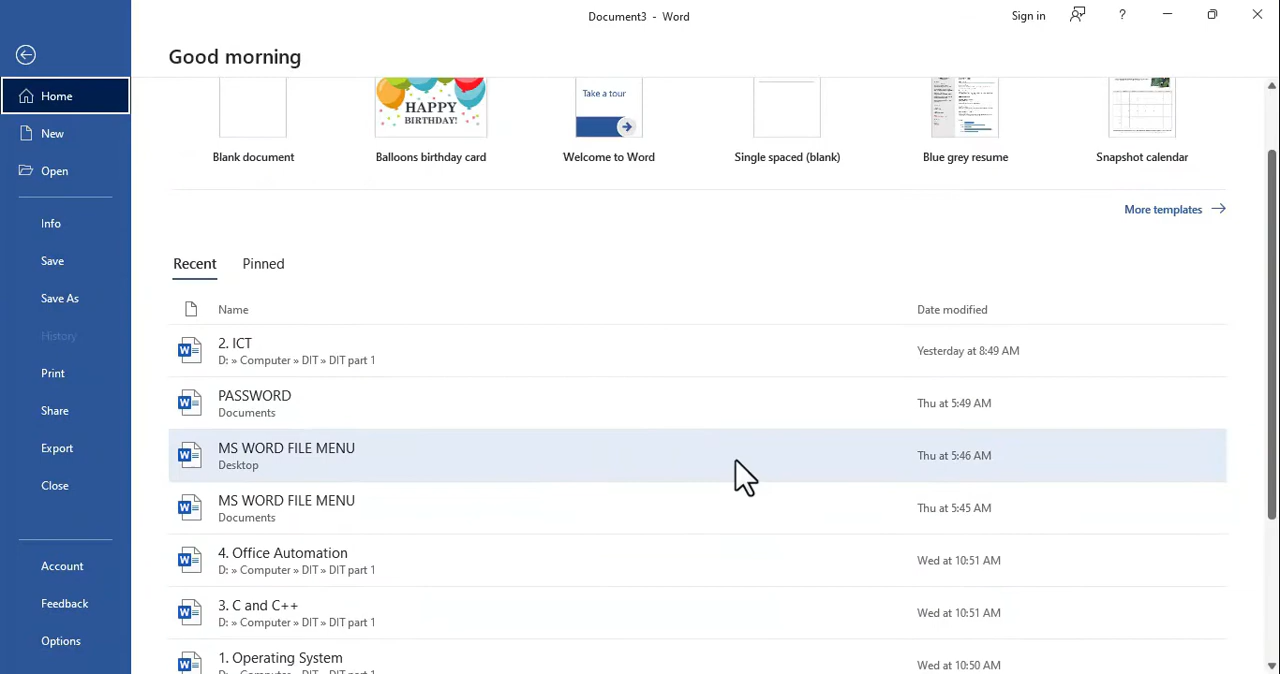 Document3 - Word
Sign in
?
Good morning
Home
New
Open
Info
Save
Save As
History
Print
Share
Export
Close
Account
Feedback
Options
HAPPY
BIRTHDAY!
Take a tour
Blank document
Balloons birthday card
Welcome to Word
Single spaced (blank)
Blue grey resume
Snapshot calendar
More templates
Recent
Pinned
Name
Date modified
2. ICT
D: » Computer » DIT » DIT part 1
Yesterday at 8:49 AM
PASSWORD
Documents
Thu at 5:49 AM
MS WORD FILE MENU
Desktop
Thu at 5:46 AM
MS WORD FILE MENU
Documents
Thu at 5:45 AM
4. Office Automation
D: » Computer » DIT » DIT part 1
Wed at 10:51 AM
3. C and C++
D: » Computer » DIT » DIT part 1
Wed at 10:51 AM
1. Operating System
D: » Computer » DIT » DIT part 1
Wed at 10:50 AM